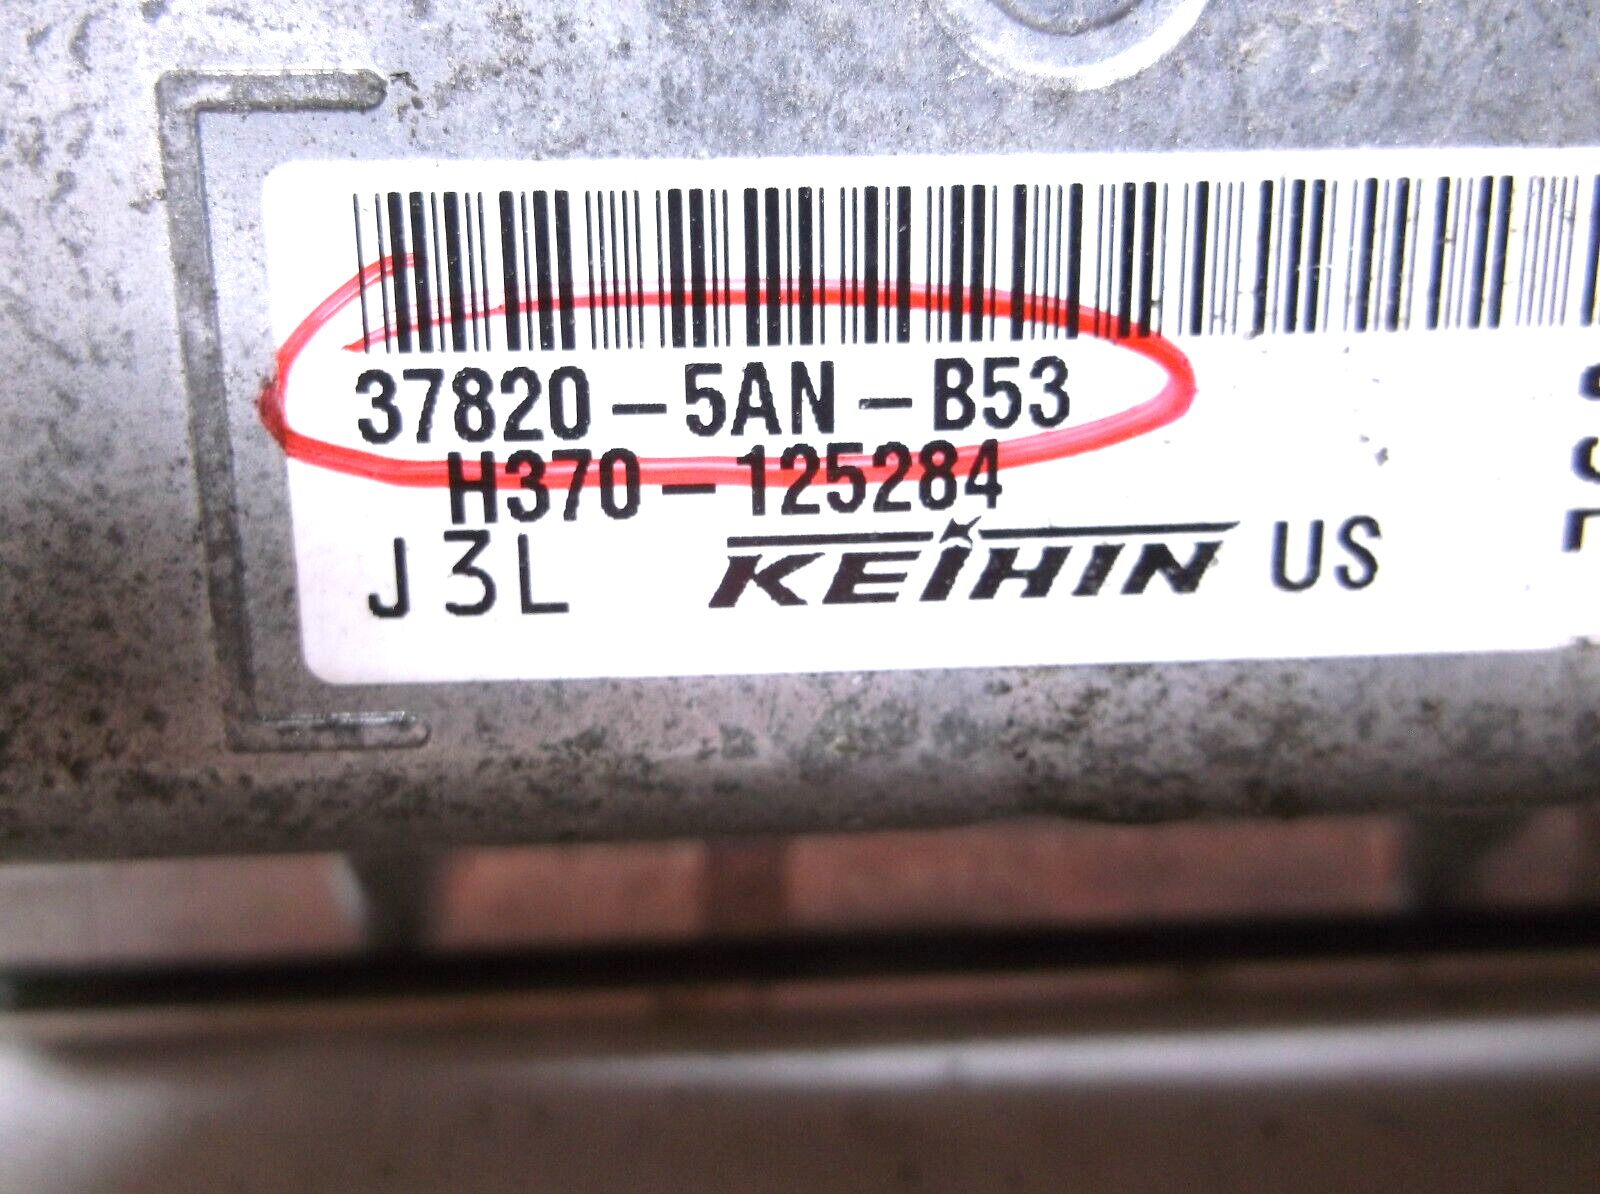 37820-5AN-B53
H370-125284
J3L KEIHIN US